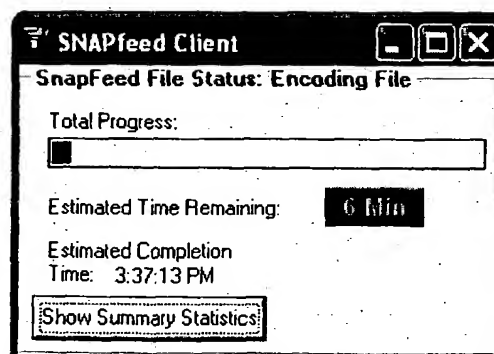 SNAPfeed Client
SnapFeed File Status: Encoding File
Total Progress:
Estimated Time Remaining: 6 Min
Estimated Completion
Time: 3:37:13 PM
Show Summary Statistics